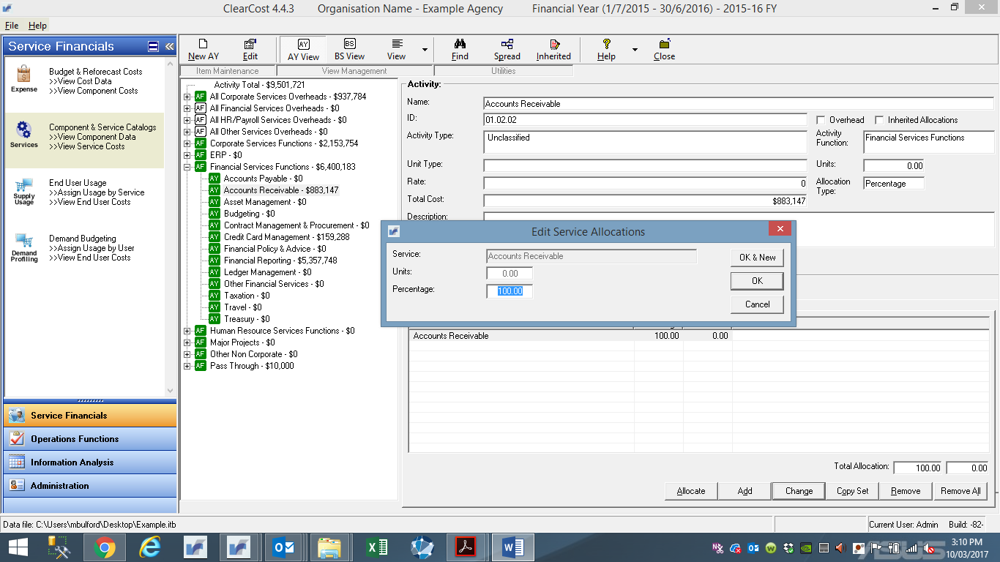 ClearCost 4.4.3 Organisation Name - Example Agency Financial Year (1/7/2015 - 30/6/2016) - 2015-16 FY
File Help
Service Financials
Expense
Budget & Reforecast Costs
>>View Cost Data
>>View Component Costs
Services
Component & Service Catalogs
>>View Component Data
>>View Service Costs
Supply Usage
End User Usage
>>Assign Usage by Service
>>View End User Costs
Demand Profiling
Demand Budgeting
>>Assign Usage by User
>>View End User Costs
Service Financials
Operations Functions
Information Analysis
Administration
New AY Edit AY View BS View View Find Spread Inherited Help Close
Item Maintenance View Management Utilities
Activity Total - $9,501,721
AF All Corporate Services Overheads - $937,784
AF All Financial Services Overheads - $0
AF All HR/Payroll Services Overheads - $0
AF All Other Services Overheads - $0
AF Corporate Services Functions - $2,153,754
AF ERP - $0
AF Financial Services Functions - $6,400,183
AY Accounts Payable - $0
AY Accounts Receivable - $883,147
AY Asset Management - $0
AY Budgeting - $0
AY Contract Management & Procurement - $0
AY Credit Card Management - $159,288
AY Financial Policy & Advice - $0
AY Financial Reporting - $5,357,748
AY Ledger Management - $0
AY Other Financial Services - $0
AY Taxation - $0
AY Travel - $0
AY Treasury - $0
AF Human Resource Services Functions - $0
AF Major Projects - $0
AF Other Non Corporate - $0
AF Pass Through - $10,000
Activity:
Name: Accounts Receivable
ID: 01.02.02 Overhead Inherited Allocations
Activity Type: Unclassified Activity Function: Financial Services Functions
Unit Type: Units: 0.00
Rate: 0 Allocation Type: Percentage
Total Cost: $883,147
Description:
Edit Service Allocations
Service: Accounts Receivable OK & New
Units: 0.00 OK
Percentage: 100.00 Cancel
Accounts Receivable 100.00 0.00
Total Allocation: 100.00 0.00
Allocate Add Change Copy Set Remove Remove All
Data file: C:\Users\mbulford\Desktop\Example.itb Current User: Admin Build: -82-
3:10 PM
10/03/2017